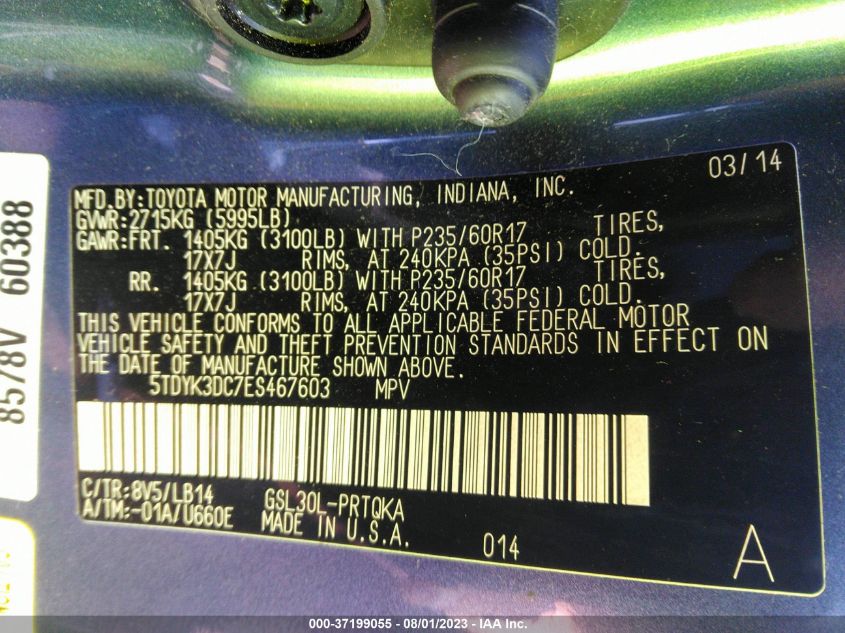 03/14
MFD.BY:TOYOTA MOTOR MANUFACTURING, INDIANA, INC.
GVWR:2715KG (5995LB)
GAWR:FRT. 1405KG (3100LB) WITH P235/60R17 TIRES,
17X7J RIMS, AT 240KPA (35PSI) COLD.
RR. 1405KG (3100LB) WITH P235/60R17 TIRES,
17X7J RIMS, AT 240KPA (35PSI) COLD.
THIS VEHICLE CONFORMS TO ALL APPLICABLE FEDERAL MOTOR
VEHICLE SAFETY AND THEFT PREVENTION STANDARDS IN EFFECT ON
THE DATE OF MANUFACTURE SHOWN ABOVE.
5TDYK3DC7ES467603 MPV
C/TR:8V5/LB14 GSL30L-PRTQKA
A/TM:-01A/U660E MADE IN U.S.A.
014
A
8578V 60388
000-37199055 - 08/01/2023 - IAA Inc.